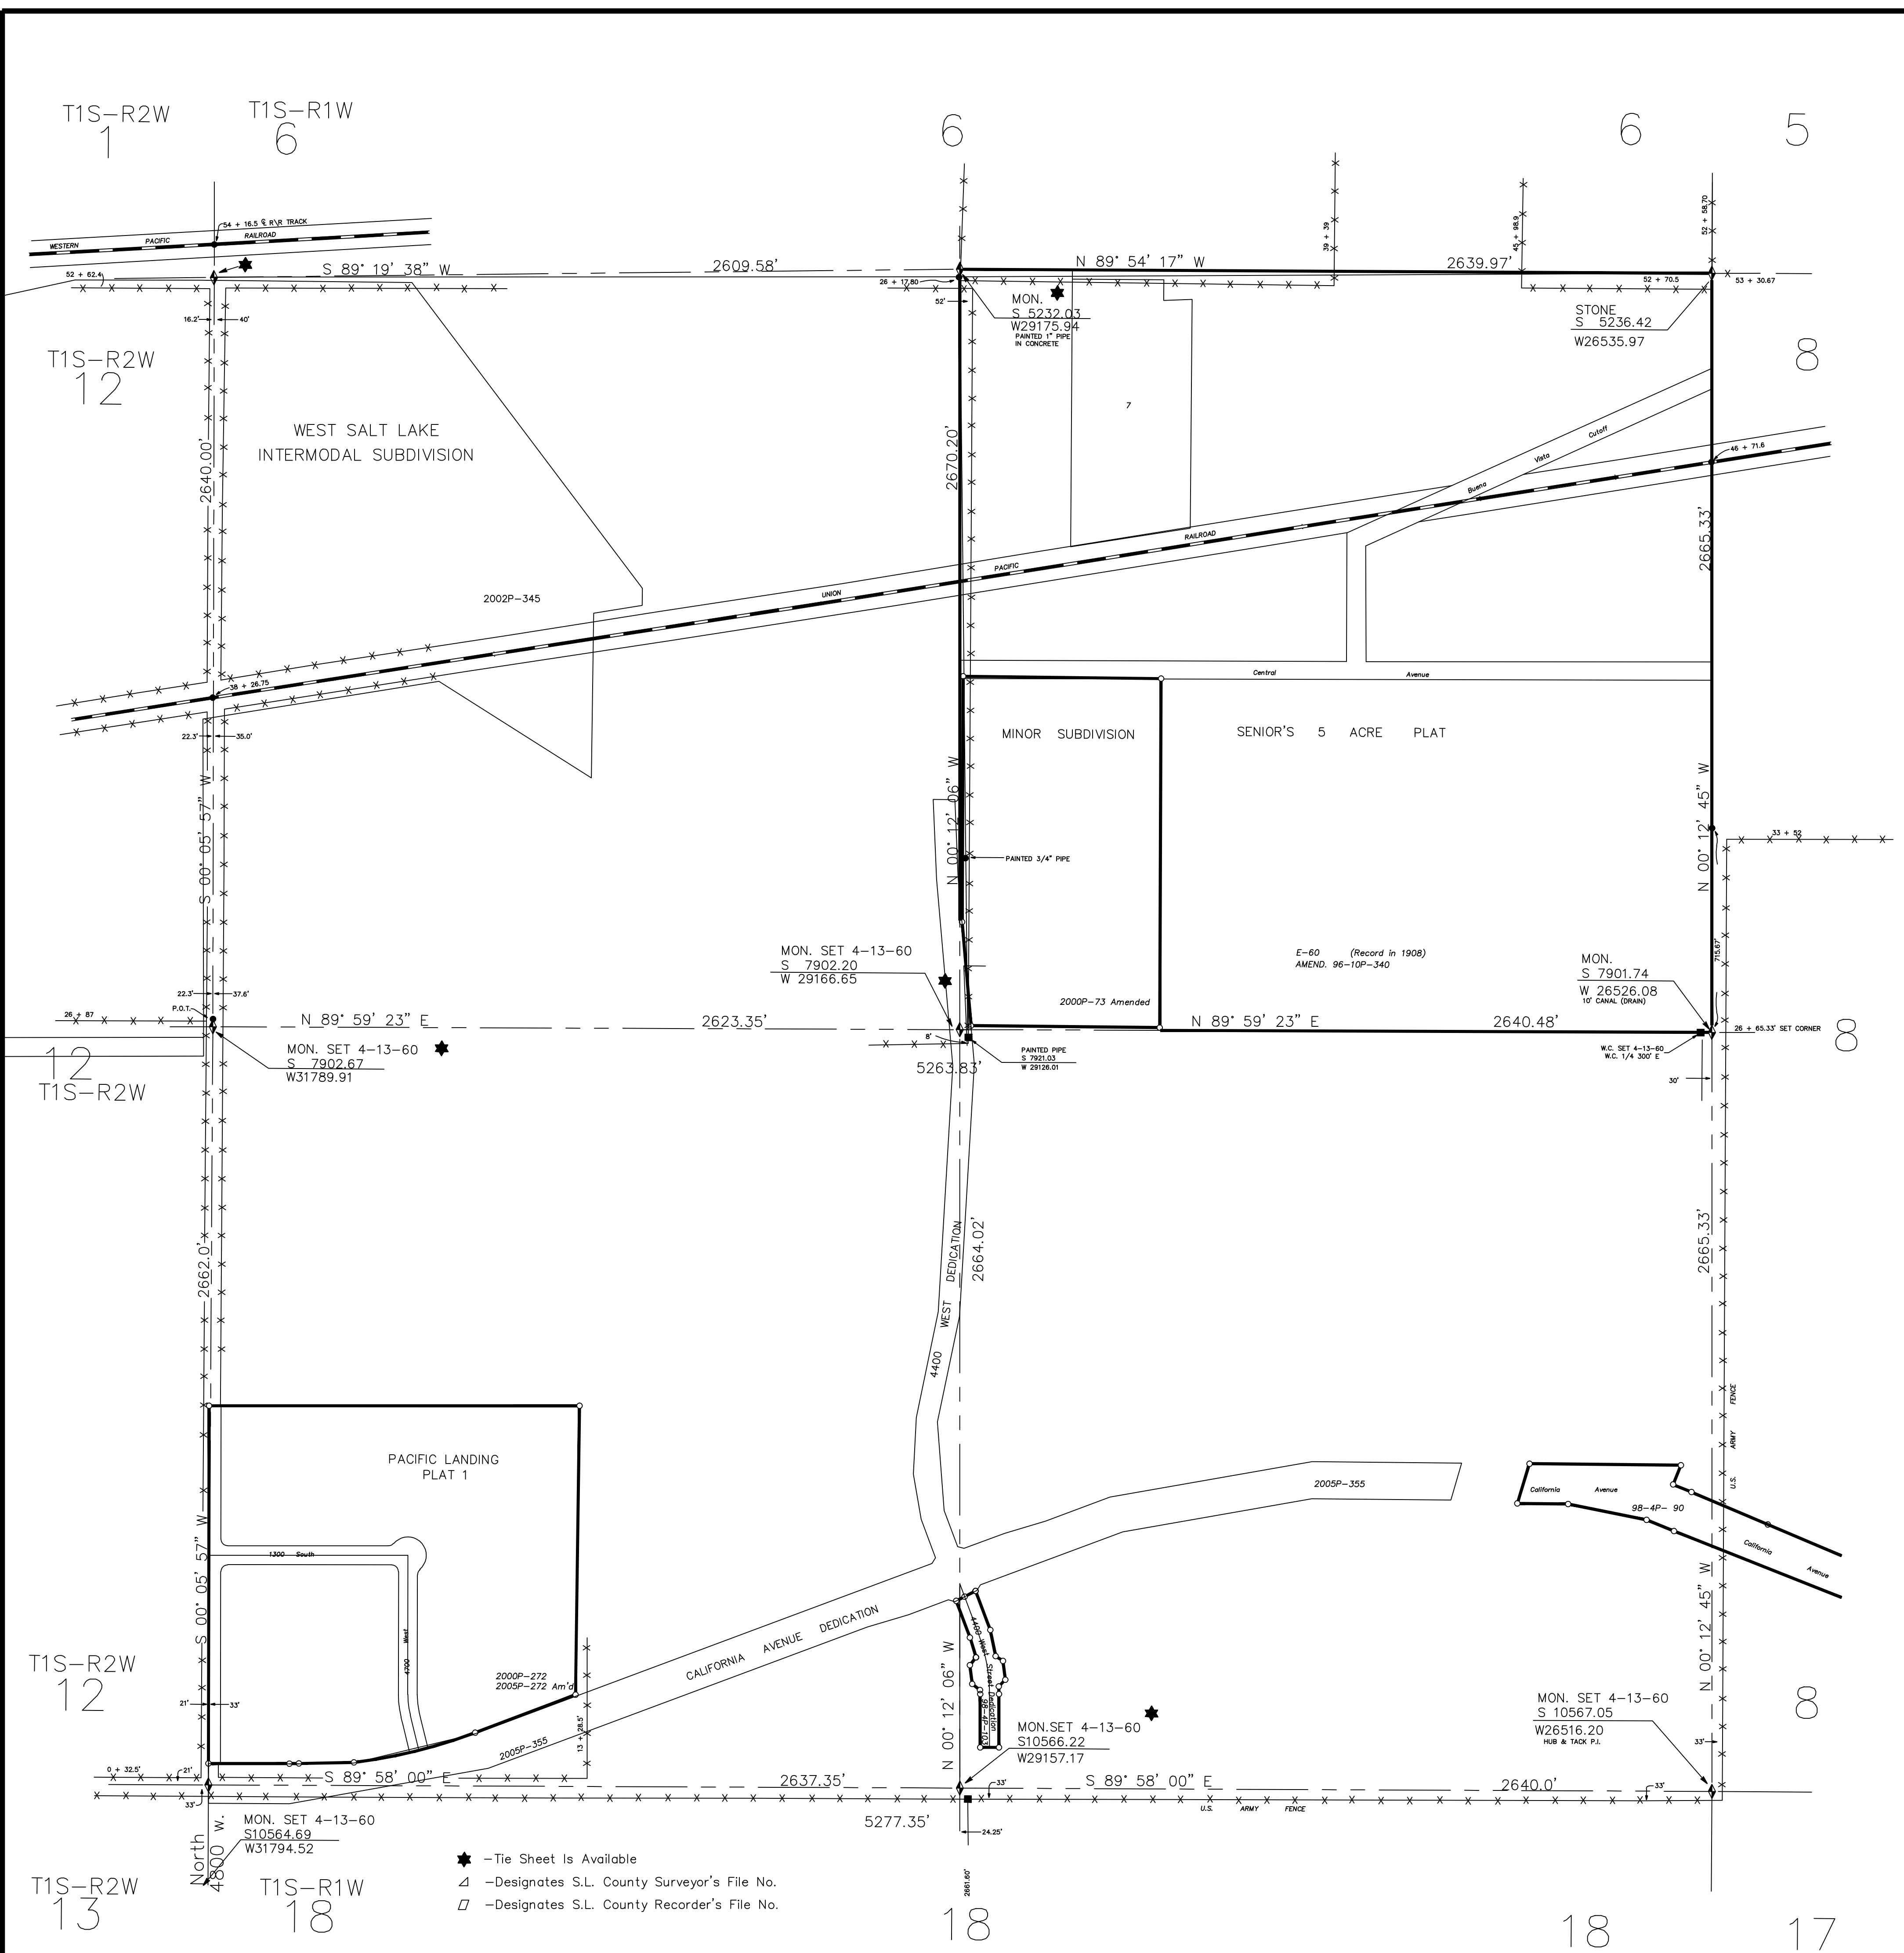 T1S-R2W
1
T1S-R1W
6
6
6
5
54 + 16.5 ℄ R\R TRACK
WESTERN PACIFIC RAILROAD
52 + 62.4
S 89° 19' 38" W
2609.58'
N 89° 54' 17" W
2639.97'
39 + 39
45 + 98.9
52 + 58.70
26 + 17.80
52 + 70.5
53 + 30.67
52'
MON.
S 5232.03
W29175.94
PAINTED 1" PIPE
IN CONCRETE
STONE
S 5236.42
W26535.97
16.2'
40'
T1S-R2W
12
8
7
WEST SALT LAKE
INTERMODAL SUBDIVISION
2640.00'
2670.20'
2665.33'
Buena Vista Cutoff
46 + 71.6
2002P-345
UNION PACIFIC RAILROAD
38 + 26.75
Central Avenue
22.3'
35.0'
MINOR SUBDIVISION
SENIOR'S 5 ACRE PLAT
S 00° 05' 57" W
N 00° 12' 06" W
N 00° 12' 45" W
PAINTED 3/4" PIPE
33 + 52
MON. SET 4-13-60
S 7902.20
W 29166.65
E-60 (Record in 1908)
AMEND. 96-10P-340
715.67'
MON.
S 7901.74
W 26526.08
10' CANAL (DRAIN)
22.3'
37.6'
P.O.T.
26 + 87
2000P-73 Amended
N 89° 59' 23" E
2623.35'
N 89° 59' 23" E
2640.48'
26 + 65.33' SET CORNER
8
MON. SET 4-13-60
S 7902.67
W31789.91
8'
5263.83'
PAINTED PIPE
S 7921.03
W 29126.01
W.C. SET 4-13-60
W.C. 1/4 300' E
30'
12
T1S-R2W
2662.0'
4400 WEST DEDICATION
2664.02'
2665.33'
U.S. ARMY FENCE
PACIFIC LANDING
PLAT 1
2005P-355
California Avenue
98-4P- 90
California Avenue
1300 South
4700 West
S 00° 05' 57" W
N 00° 12' 06" W
N 00° 12' 45" W
CALIFORNIA AVENUE DEDICATION
4400 West Street Dedication
98-4P-103
T1S-R2W
12
2000P-272
2005P-272 Am'd
21'
33'
13 + 28.5'
2005P-355
MON.SET 4-13-60
S10566.22
W29157.17
MON. SET 4-13-60
S 10567.05
W26516.20
HUB & TACK P.I.
33'
8
0 + 32.5'
21'
33'
S 89° 58' 00" E
2637.35'
33'
S 89° 58' 00" E
2640.0'
33'
U.S. ARMY FENCE
5277.35'
24.25'
2661.60'
MON. SET 4-13-60
S10564.69
W31794.52
North
4800 W.
-Tie Sheet Is Available
-Designates S.L. County Surveyor's File No.
-Designates S.L. County Recorder's File No.
T1S-R2W
13
T1S-R1W
18
18
18
17